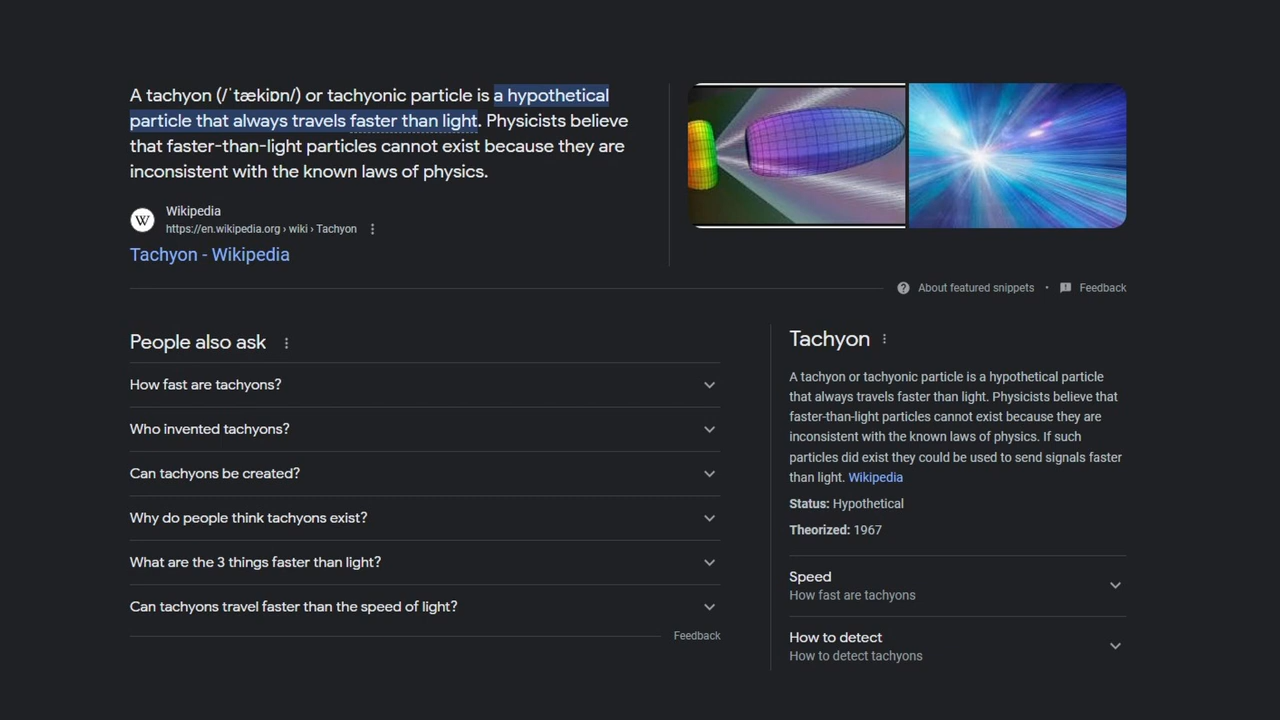 A tachyon (/ˈtækiɒn/) or tachyonic particle is a hypothetical
particle that always travels faster than light. Physicists believe
that faster-than-light particles cannot exist because they are
inconsistent with the known laws of physics.
W
Wikipedia
https://en.wikipedia.org › wiki › Tachyon
Tachyon - Wikipedia
About featured snippets • Feedback
People also ask
How fast are tachyons?
Who invented tachyons?
Can tachyons be created?
Why do people think tachyons exist?
What are the 3 things faster than light?
Can tachyons travel faster than the speed of light?
Feedback
Tachyon
A tachyon or tachyonic particle is a hypothetical particle
that always travels faster than light. Physicists believe that
faster-than-light particles cannot exist because they are
inconsistent with the known laws of physics. If such
particles did exist they could be used to send signals faster
than light. Wikipedia
Status: Hypothetical
Theorized: 1967
Speed
How fast are tachyons
How to detect
How to detect tachyons